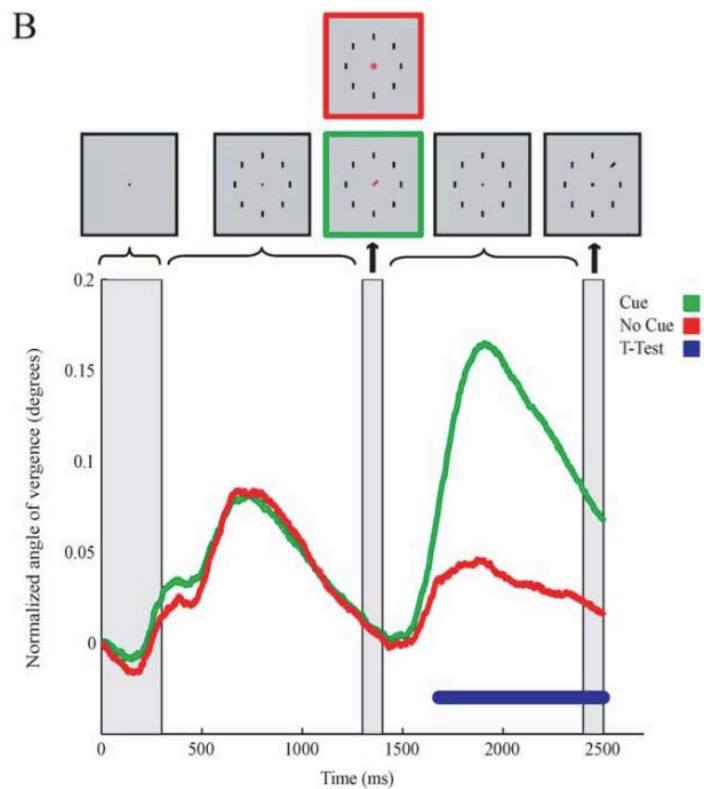 B
Cue
No Cue
T-Test
Normalized angle of vergence (degrees)
0.2
0.15
0.1
0.05
0
0
500
1000
1500
2000
2500
Time (ms)